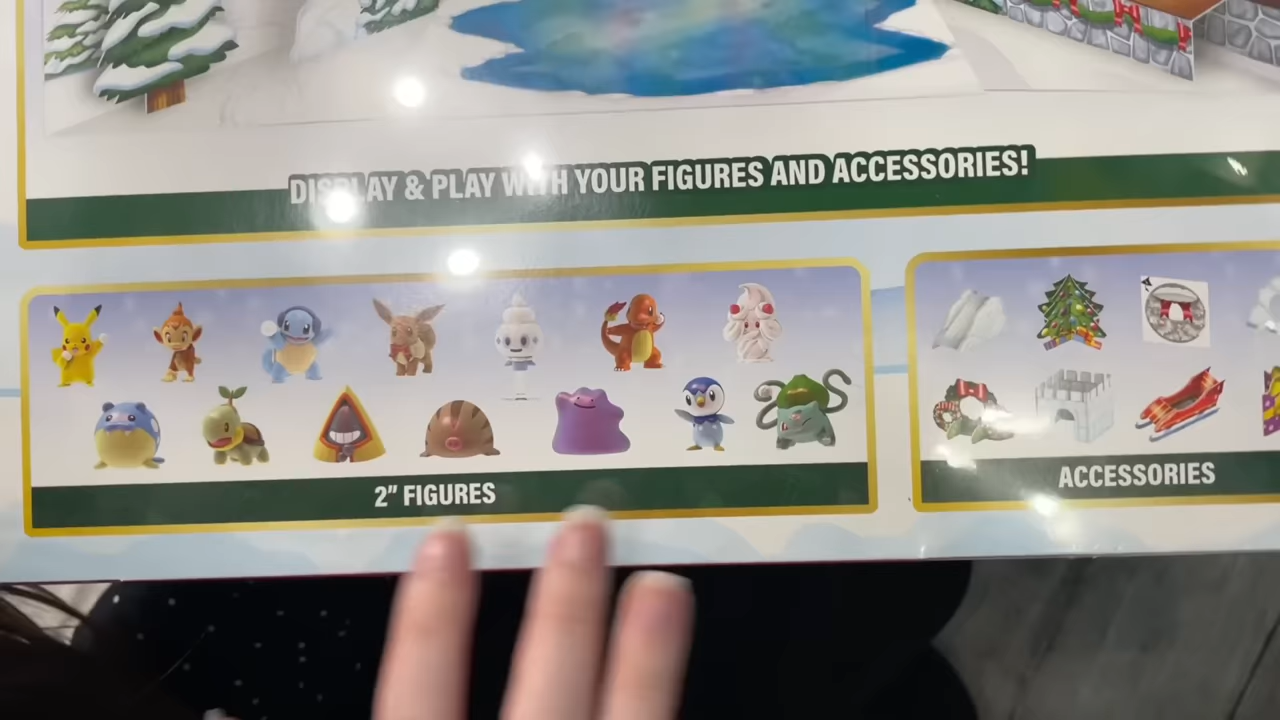 DISPLAY & PLAY WITH YOUR FIGURES AND ACCESSORIES!
2” FIGURES
ACCESSORIES